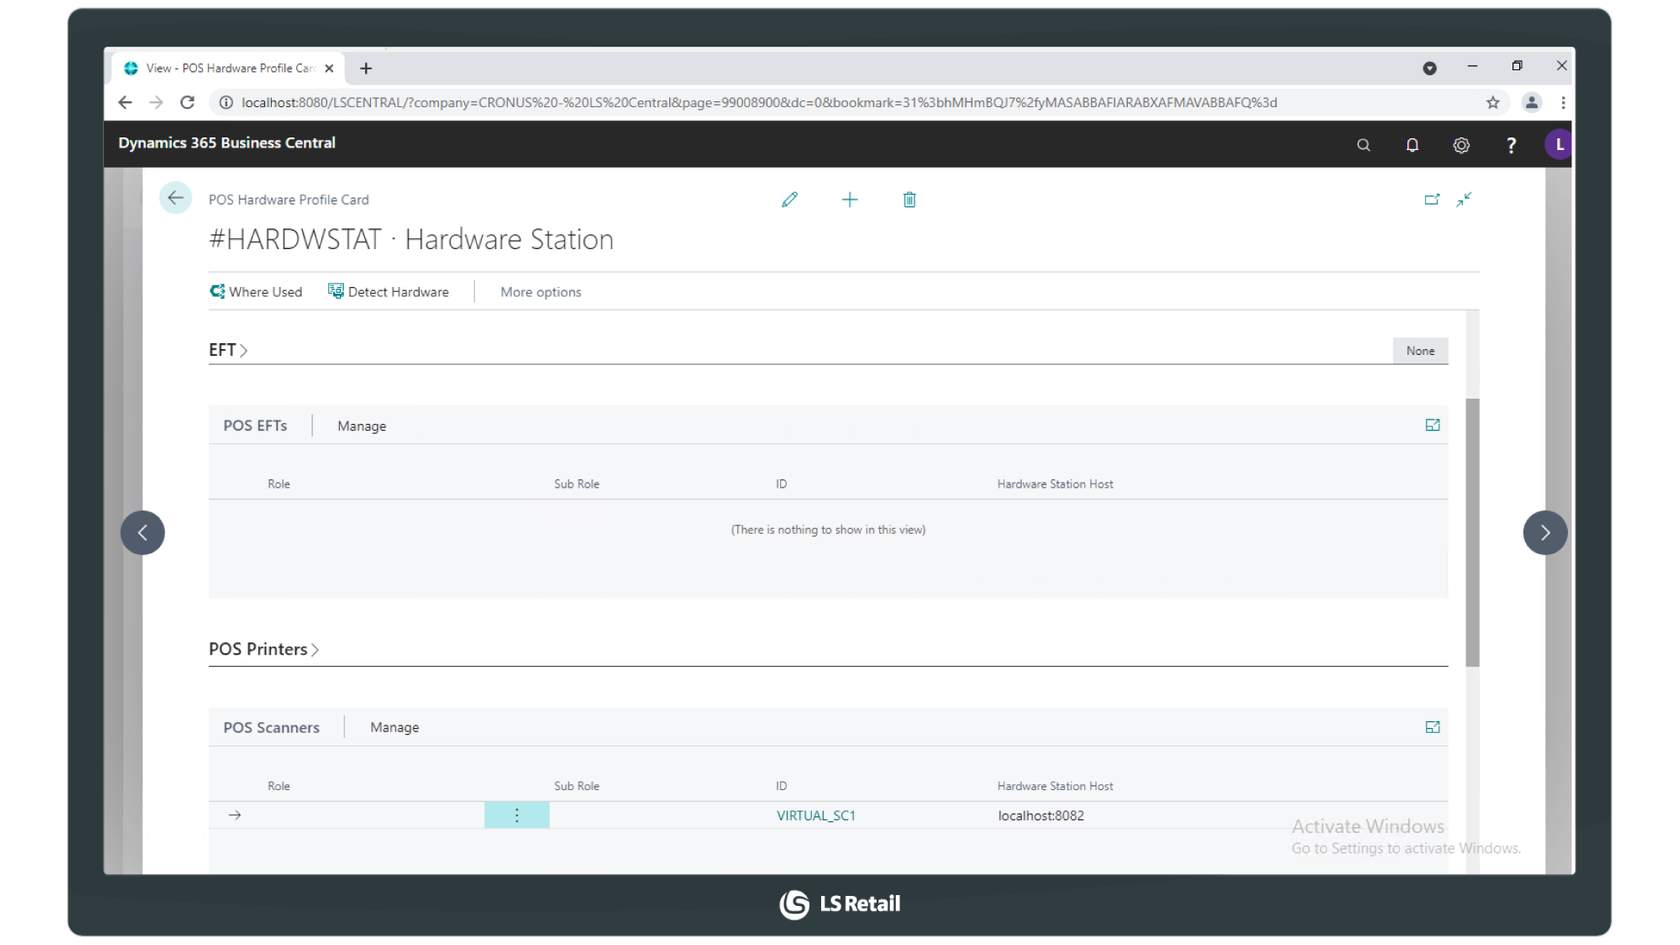 View - POS Hardware Profile Car
localhost:8080/LSCENTRAL/?company=CRONUS%20-%20LS%20Central&page=99008900&dc=0&bookmark=31%3bhMHmBQJ7%2fyMASABBAFIARABXAFMAVABBAFQ%3d
Dynamics 365 Business Central
? L
POS Hardware Profile Card
#HARDWSTAT · Hardware Station
Where Used Detect Hardware More options
EFT None
POS EFTs Manage
Role Sub Role ID Hardware Station Host
(There is nothing to show in this view)
POS Printers
POS Scanners Manage
Role Sub Role ID Hardware Station Host
VIRTUAL_SC1 localhost:8082
Activate Windows
Go to Settings to activate Windows.
LS Retail